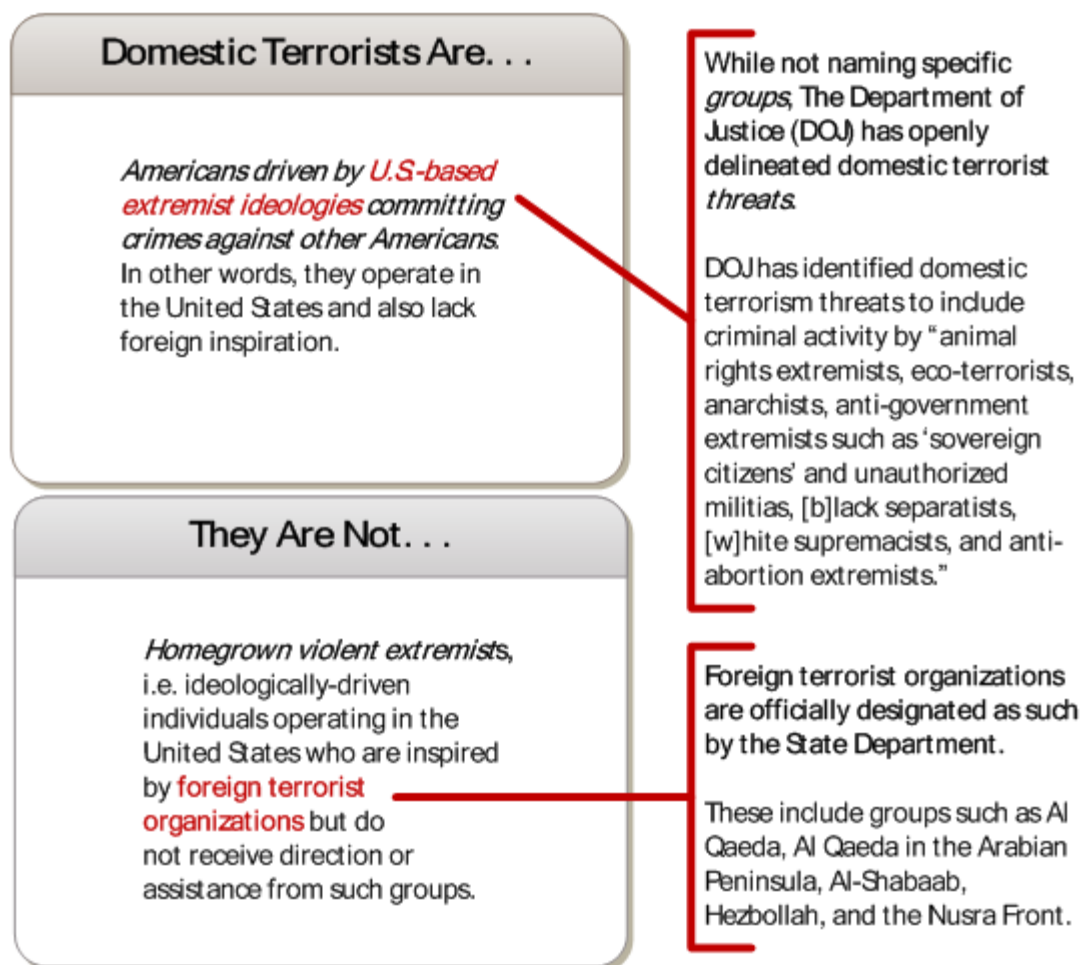 Domestic Terrorists Are. . .
Americans driven by U.S.-based
extremist ideologies committing
crimes against other Americans.
In other words, they operate in
the United States and also lack
foreign inspiration.
While not naming specific
groups, The Department of
Justice (DOJ) has openly
delineated domestic terrorist
threats.
DOJ has identified domestic
terrorism threats to include
criminal activity by “animal
rights extremists, eco-terrorists,
anarchists, anti-government
extremists such as ‘sovereign
citizens’ and unauthorized
militias, [b]lack separatists,
[w]hite supremacists, and anti-
abortion extremists.”
They Are Not. . .
Homegrown violent extremists,
i.e. ideologically-driven
individuals operating in the
United States who are inspired
by foreign terrorist
organizations but do
not receive direction or
assistance from such groups.
Foreign terrorist organizations
are officially designated as such
by the State Department.
These include groups such as Al
Qaeda, Al Qaeda in the Arabian
Peninsula, Al-Shabaab,
Hezbollah, and the Nusra Front.